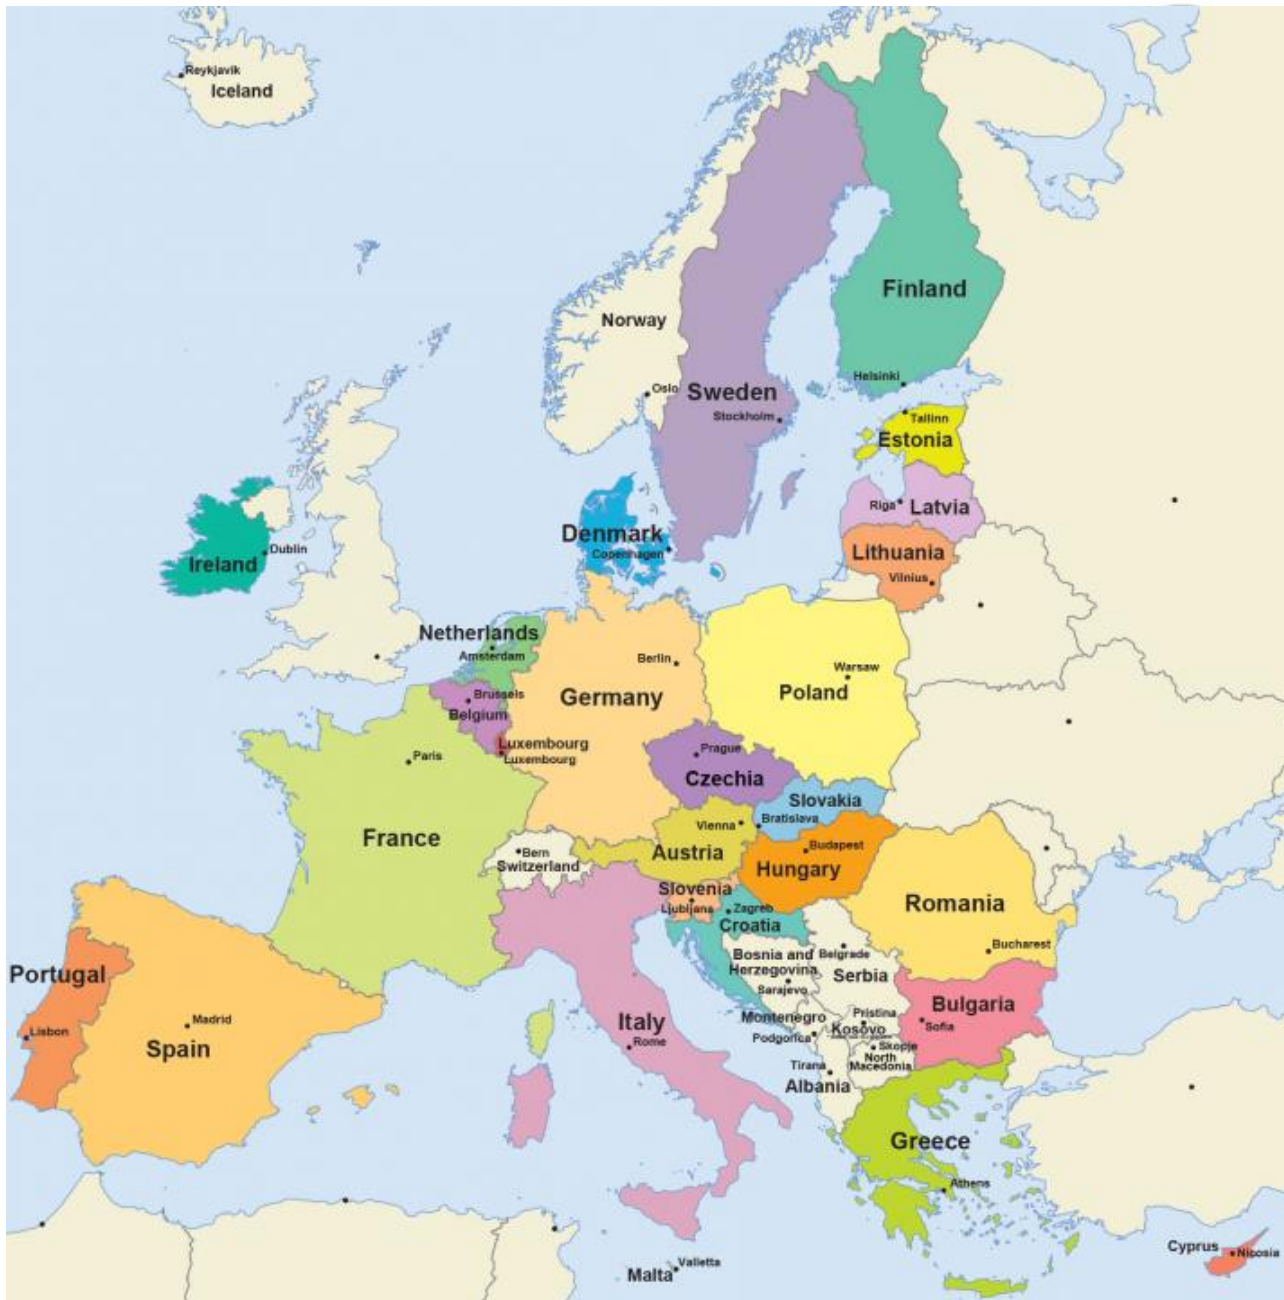 Reykjavik
Iceland
Finland
Norway
Helsinki
Oslo
Sweden
Stockholm
Tallinn
Estonia
Riga
Latvia
Denmark
Copenhagen
Dublin
Ireland
Lithuania
Vilnius
Netherlands
Amsterdam
Berlin
Warsaw
Germany
Poland
Brussels
Belgium
Luxembourg
Luxembourg
Paris
Prague
Czechia
Slovakia
Bratislava
Vienna
France
Bern
Switzerland
Austria
Budapest
Hungary
Slovenia
Ljubljana
Zagreb
Croatia
Romania
Bucharest
Bosnia and
Herzegovina
Sarajevo
Belgrade
Serbia
Portugal
Lisbon
Madrid
Spain
Italy
Rome
Montenegro
Podgorica
Pristina
Kosovo
Bulgaria
Sofia
Skopje
North
Macedonia
Tirana
Albania
Greece
Athens
Malta
Valletta
Cyprus
Nicosia